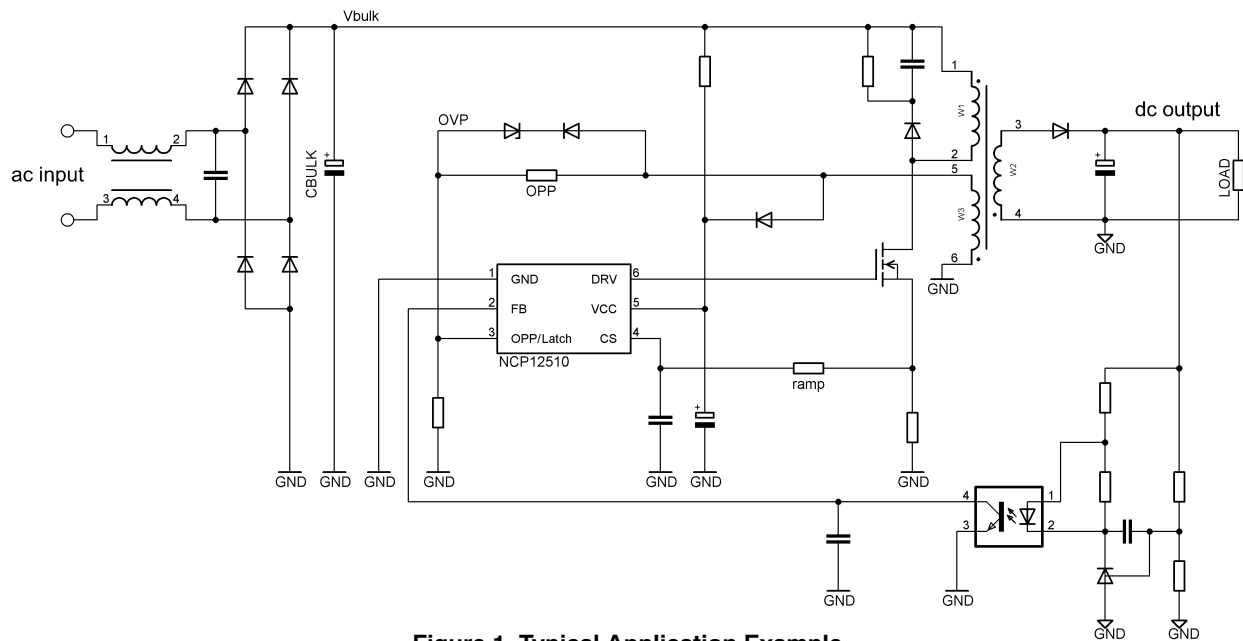 Vbulk
1
W1
dc output
OVP
3
1 2
2
W2
ac input
CBULK
+
OPP
5
+
LOAD
3 4
W3
4
GND
6
GND
1 GND DRV 6
2 FB VCC 5
3 OPP/Latch CS 4
NCP12510
ramp
+
GND GND GND GND GND GND GND
4 1
3 2
GND GND GND GND
Figure 1. Typical Application Example